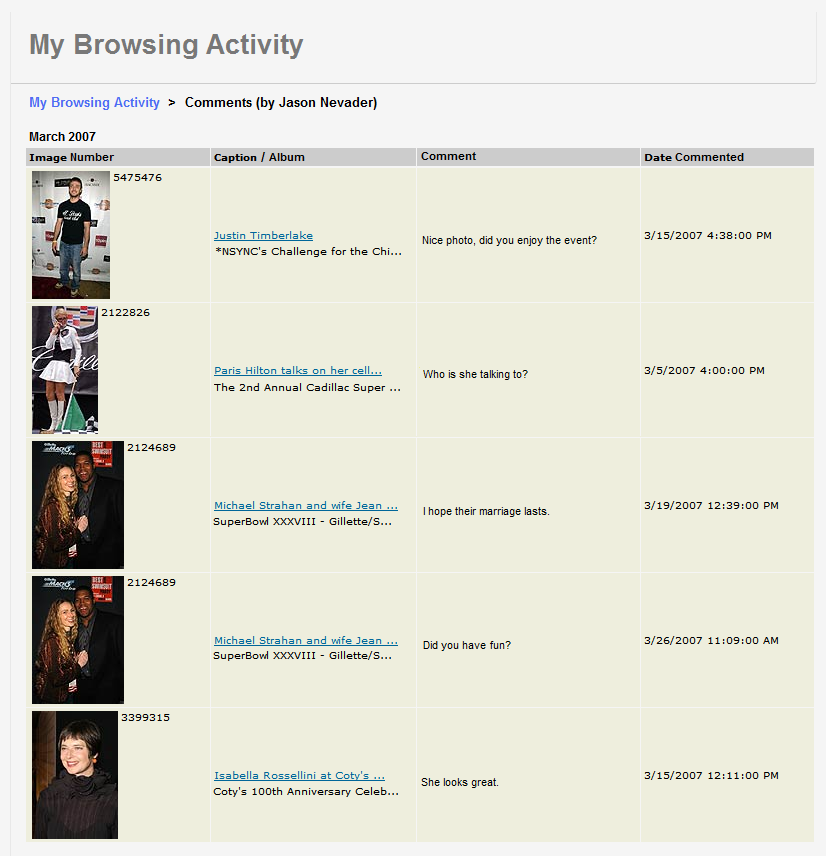 My Browsing Activity
My Browsing Activity > Comments (by Jason Nevader)
March 2007
Image Number Caption / Album Comment Date Commented
5475476
Justin Timberlake
*NSYNC's Challenge for the Chi...
Nice photo, did you enjoy the event?
3/15/2007 4:38:00 PM
2122826
Paris Hilton talks on her cell...
The 2nd Annual Cadillac Super ...
Who is she talking to?
3/5/2007 4:00:00 PM
2124689
Michael Strahan and wife Jean ...
SuperBowl XXXVIII - Gillette/S...
I hope their marriage lasts.
3/19/2007 12:39:00 PM
2124689
Michael Strahan and wife Jean ...
SuperBowl XXXVIII - Gillette/S...
Did you have fun?
3/26/2007 11:09:00 AM
3399315
Isabella Rossellini at Coty's ...
Coty's 100th Anniversary Celeb...
She looks great.
3/15/2007 12:11:00 PM